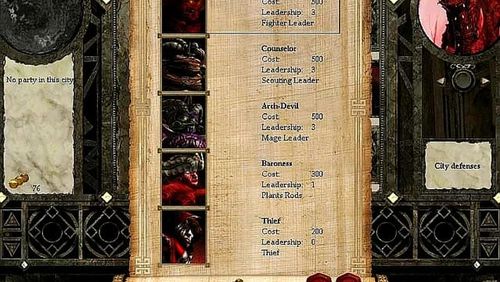 Cost: 500
Leadership: 3
Fighter Leader
Counselor
Cost: 500
Leadership: 3
Scouting Leader
Arch-Devil
Cost: 500
Leadership: 3
Mage Leader
Baroness
Cost: 300
Leadership: 1
Plants Rods
Thief
Cost: 200
Leadership: 0
Thief
No party in this city
76
City defenses